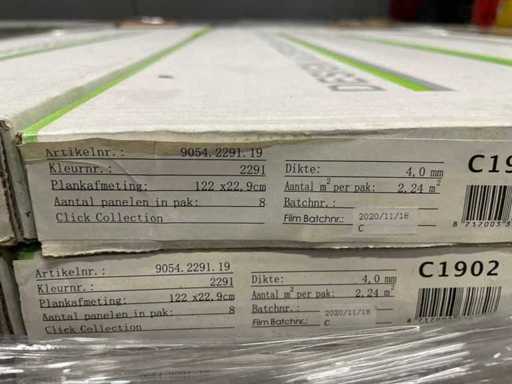 Artikelnr.: 9054.2291.19
Kleurnr.: 2291
Plankafmeting: 122 x22,9cm
Aantal panelen in pak: 8
Click Collection
Dikte: 4,0 mm
Aantal m² per pak: 2,24 m²
Batchnr.:
Film Batchnr.: 2020/11/18
C
C19
8 717003
Artikelnr.: 9054.2291.19
Kleurnr.: 2291
Plankafmeting: 122 x22,9cm
Aantal panelen in pak: 8
Click Collection
Dikte: 4,0 mm
Aantal m² per pak: 2,24 m²
Batchnr.: 2020/11/18
Film Batchnr.: C
C1902